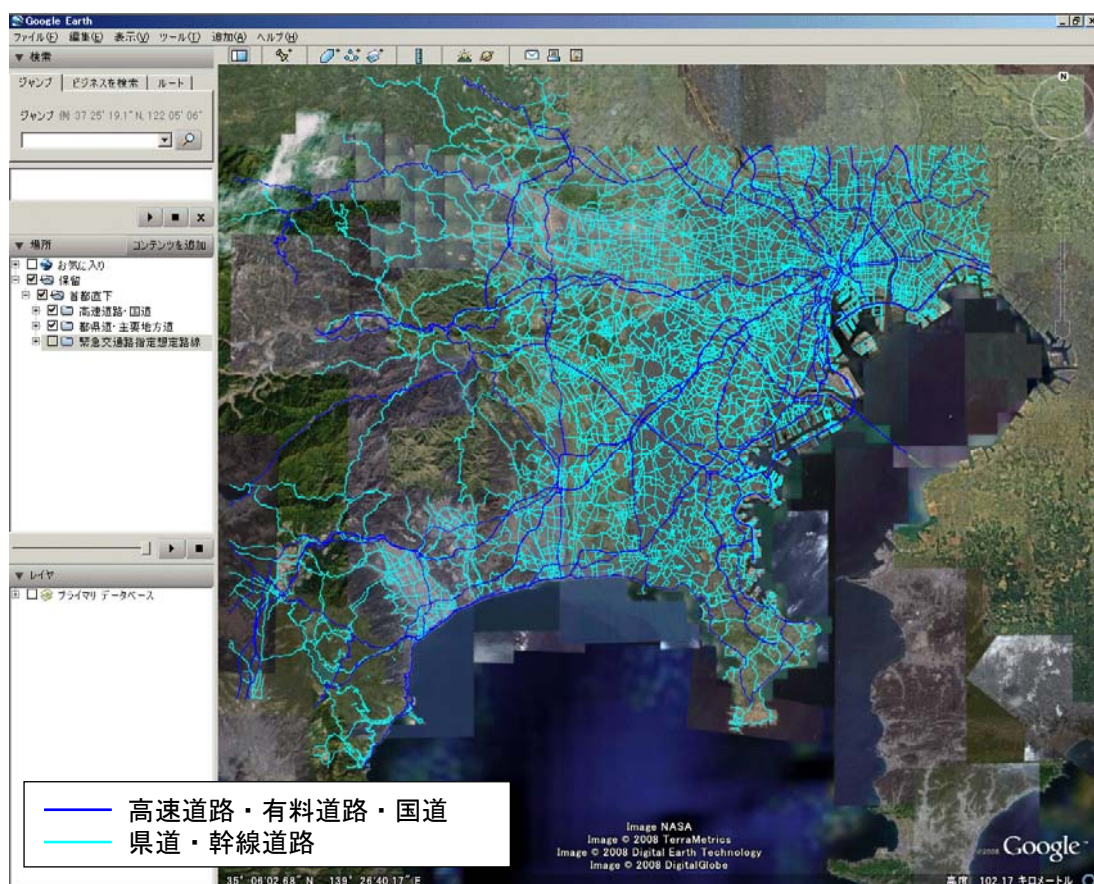 Google Earth
ファイル(F) 編集(E) 表示(V) ツール(T) 追加(A) ヘルプ(H)
▼ 検索
ジャンプ ビジネスを検索 ルート
ジャンプ 例: 37 25' 19.1" N, 122 05' 06"
▼ 場所 コンテンツを追加
お気に入り
保留
首都直下
高速道路・国道
都県道・主要地方道
緊急交通路指定想定路線
▼ レイヤ
プライマリ データベース
N
高速道路・有料道路・国道
県道・幹線道路
Image NASA
Image © 2008 TerraMetrics
Image © 2008 Digital Earth Technology
Image © 2008 DigitalGlobe
©2008 Google™
35° 06'02.68" N 139° 26'40.17" E
高度 102.17 キロメートル